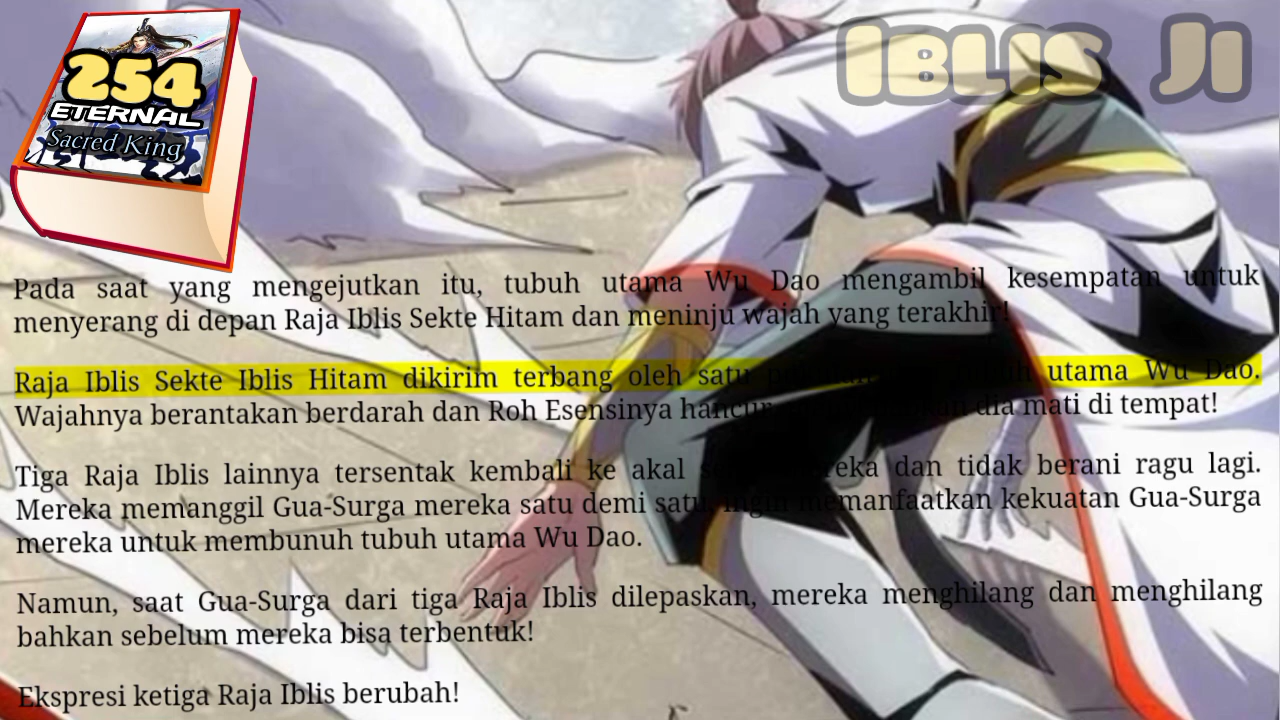 254
ETERNAL
Sacred King
IBLIS JI
Pada saat yang mengejutkan itu, tubuh utama Wu Dao mengambil kesempatan untuk
menyerang di depan Raja Iblis Sekte Hitam dan meninju wajah yang terakhir!
Raja Iblis Sekte Iblis Hitam dikirim terbang oleh satu utama Wu Dao.
Wajahnya berantakan berdarah dan Roh Esensinya hancur dia mati di tempat!
Tiga Raja Iblis lainnya tersentak kembali ke akal mereka dan tidak berani ragu lagi.
Mereka memanggil Gua-Surga mereka satu demi satu, ingin memanfaatkan kekuatan Gua-Surga
mereka untuk membunuh tubuh utama Wu Dao.
Namun, saat Gua-Surga dari tiga Raja Iblis dilepaskan, mereka menghilang dan menghilang
bahkan sebelum mereka bisa terbentuk!
Ekspresi ketiga Raja Iblis berubah!